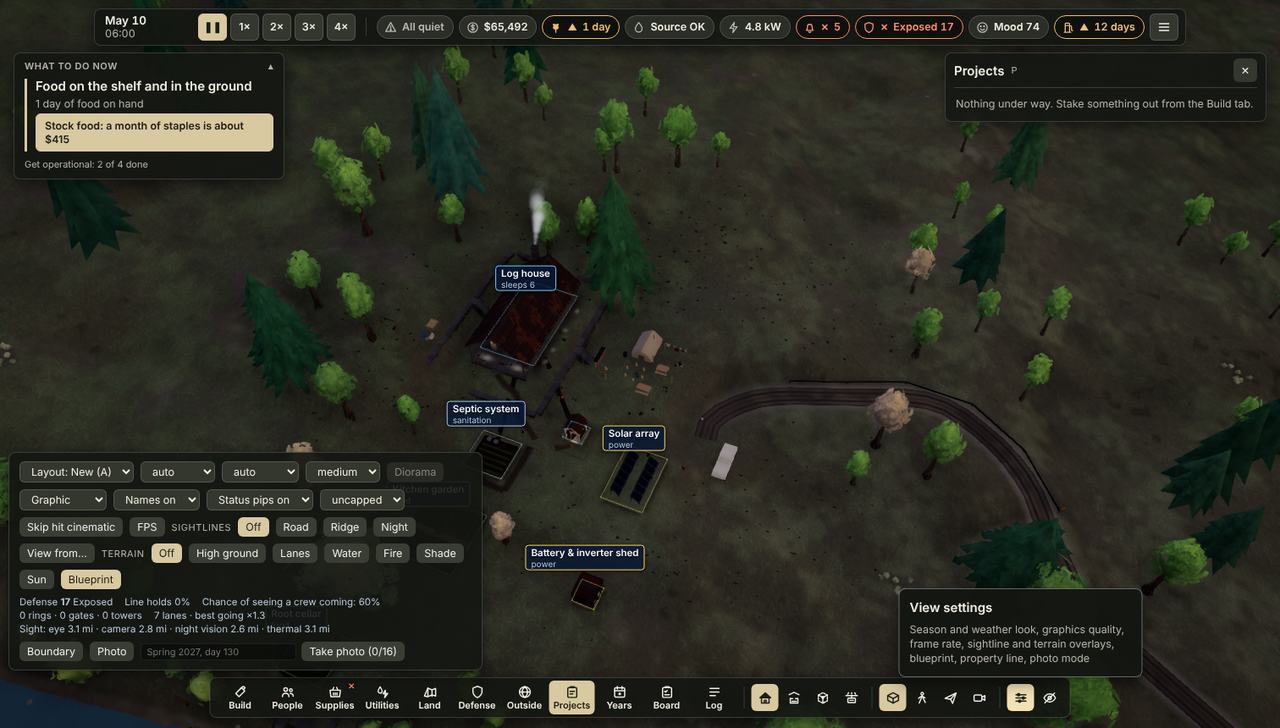 May 10
06:00
1×
2×
3×
4×
All quiet
$65,492
▲ 1 day
Source OK
4.8 kW
× 5
× Exposed 17
Mood 74
▲ 12 days
WHAT TO DO NOW ▲
Food on the shelf and in the ground
1 day of food on hand
Stock food: a month of staples is about
$415
Get operational: 2 of 4 done
Projects P
×
Nothing under way. Stake something out from the Build tab.
Log house
sleeps 6
Septic system
sanitation
Solar array
power
Battery & inverter shed
power
Layout: New (A)
auto
auto
medium
Diorama
Kitchen garden
Graphic
Names on
Status pips on
uncapped
Skip hit cinematic
FPS
SIGHTLINES
Off
Road
Ridge
Night
View from...
TERRAIN
Off
High ground
Lanes
Water
Fire
Shade
Sun
Blueprint
Defense 17 Exposed Line holds 0% Chance of seeing a crew coming: 60%
0 rings · 0 gates · 0 towers 7 lanes · best going ×1.3
Root cellar
Sight: eye 3.1 mi · camera 2.8 mi · night vision 2.6 mi · thermal 3.1 mi
Boundary
Photo
Spring 2027, day 130
Take photo (0/16)
View settings
Season and weather look, graphics quality,
frame rate, sightline and terrain overlays,
blueprint, property line, photo mode
Build
People
Supplies
×
Utilities
Land
Defense
Outside
Projects
Years
Board
Log